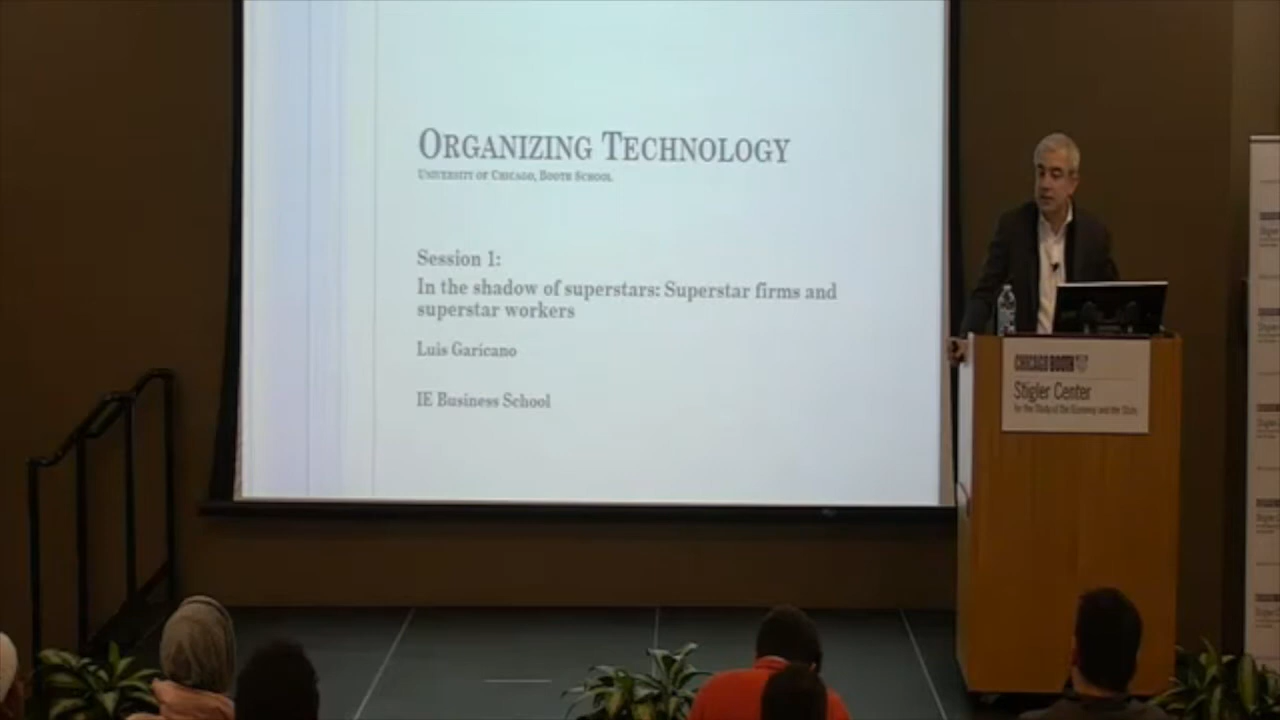 ORGANIZING TECHNOLOGY
UNIVERSITY OF CHICAGO, BOOTH SCHOOL
Session 1:
In the shadow of superstars: Superstar firms and
superstar workers
Luis Garicano
IE Business School
CHICAGO BOOTH
Stigler Center
for the Study of the Economy and the State